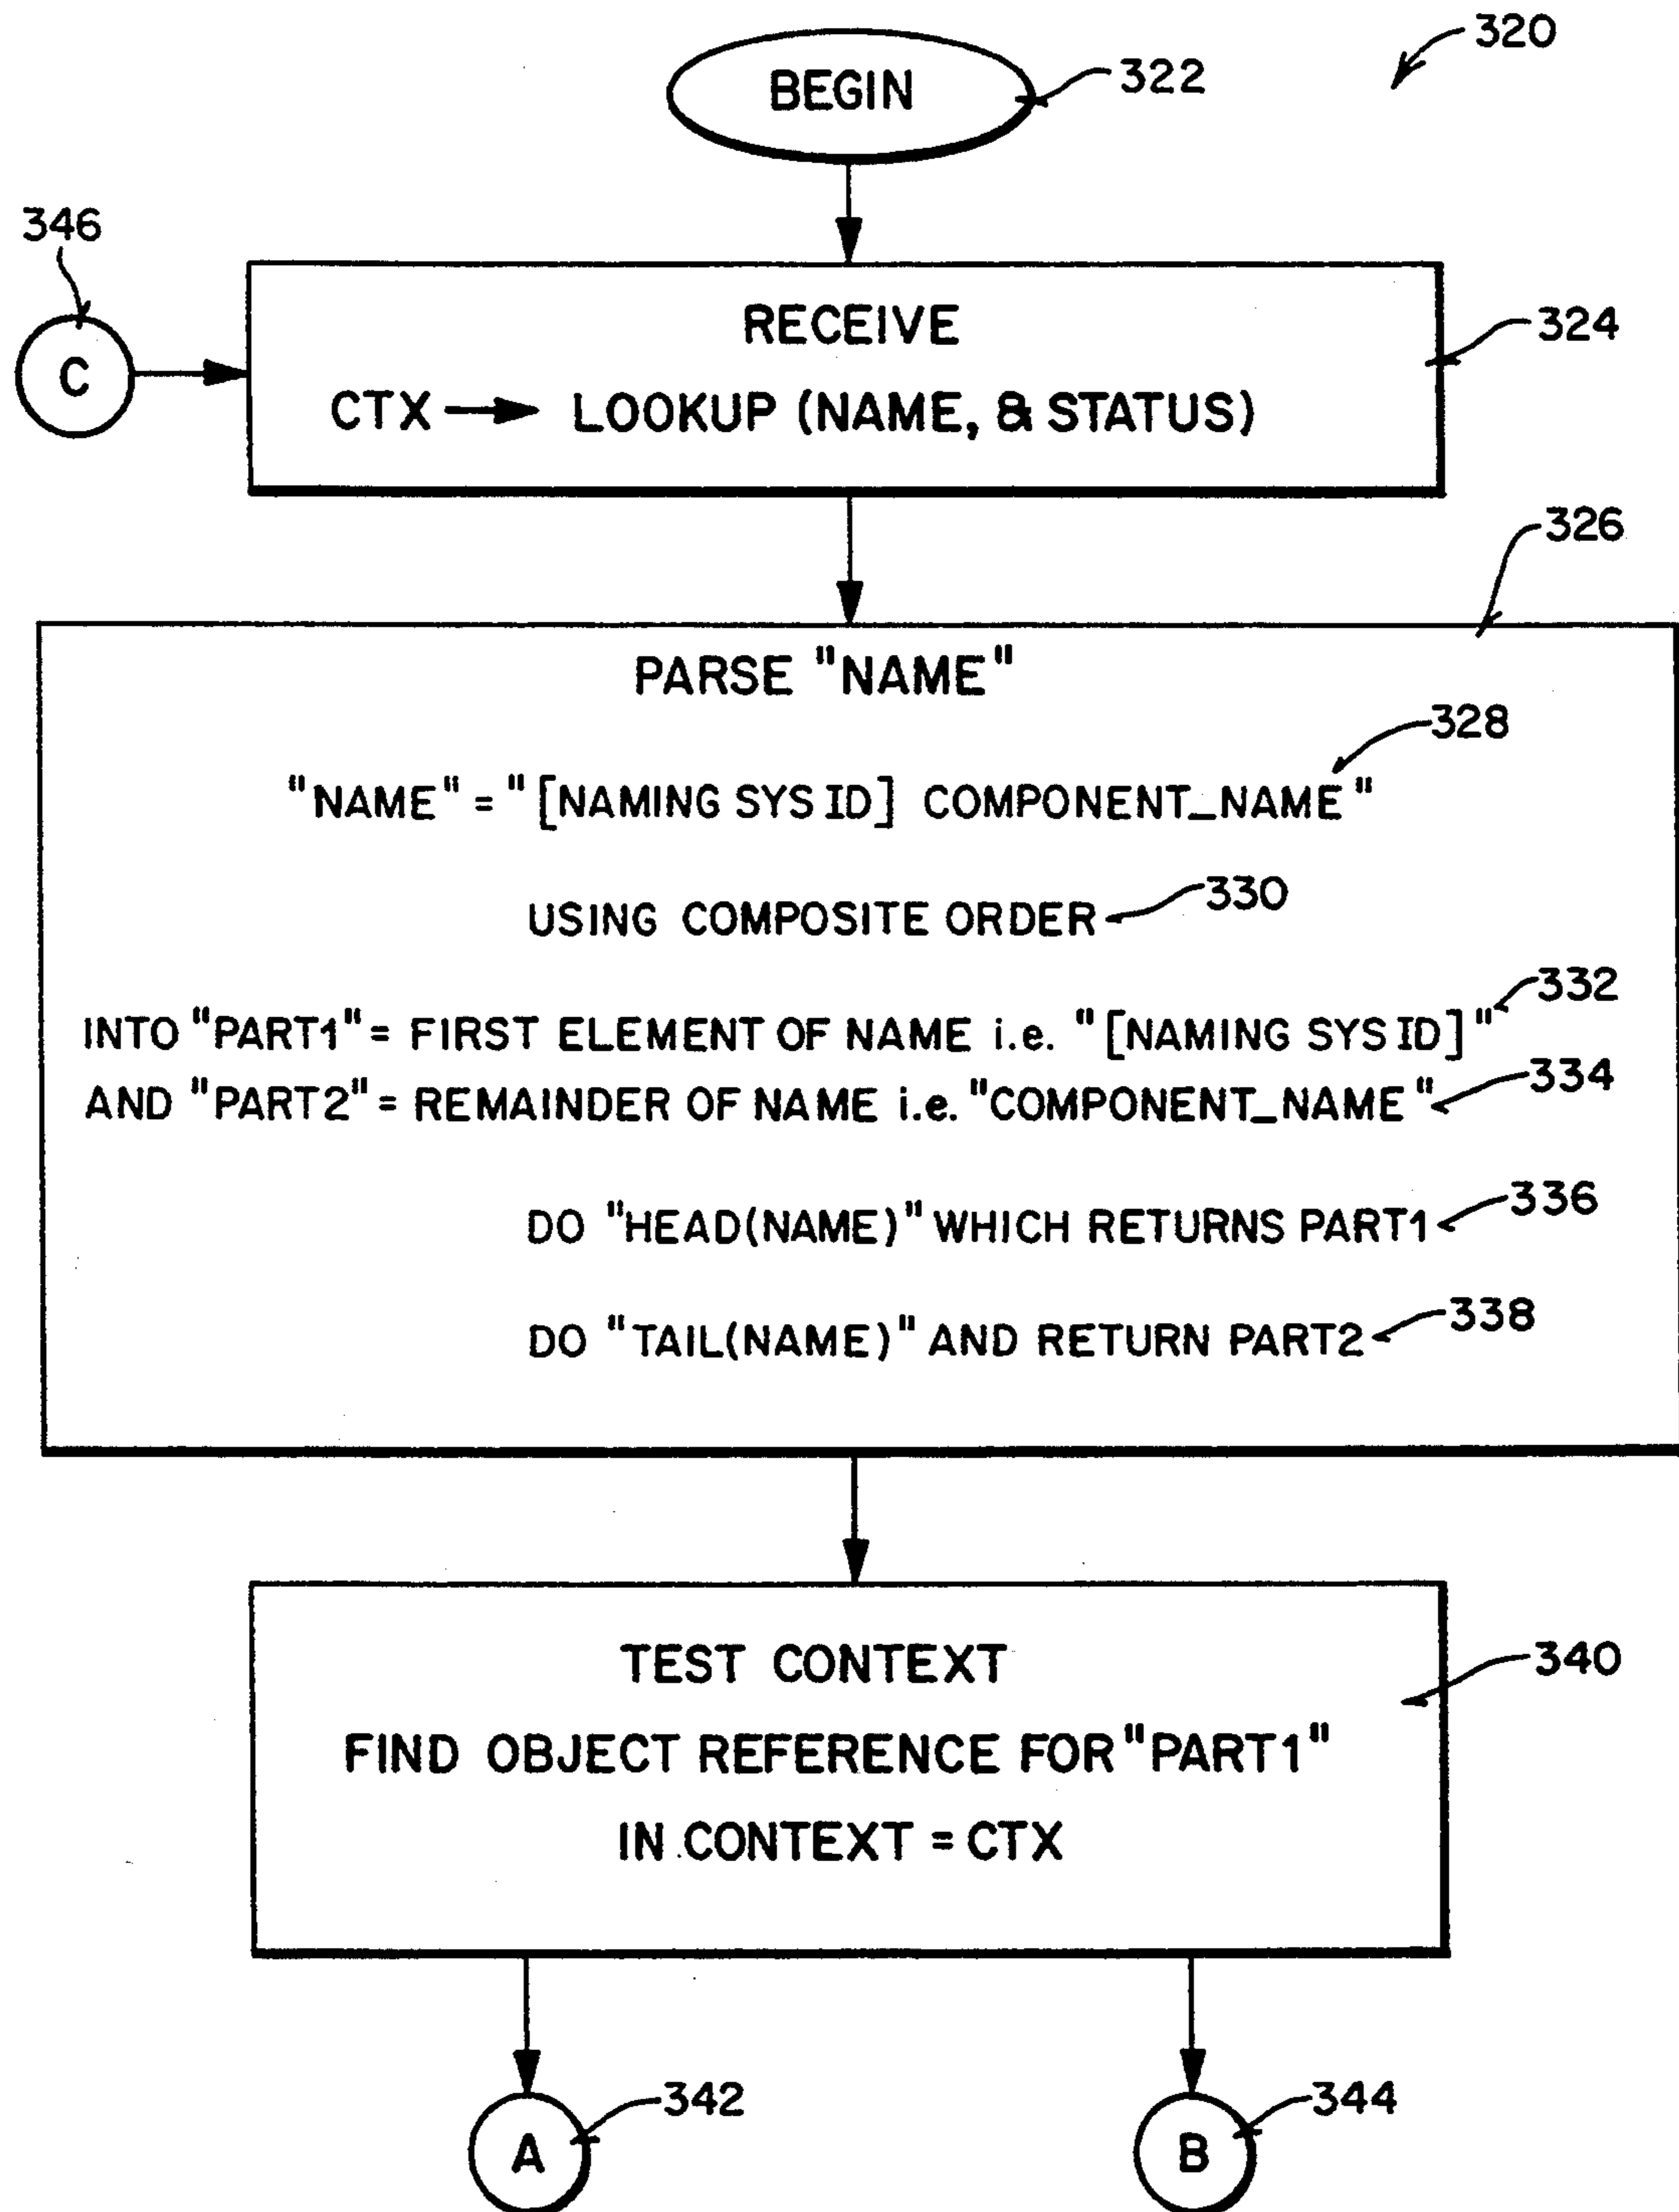 320
BEGIN
322
346
C
RECEIVE
324
CTX → LOOKUP (NAME, & STATUS)
326
PARSE "NAME"
328
"NAME" = "[NAMING SYS ID] COMPONENT_NAME"
USING COMPOSITE ORDER
330
INTO "PART1" = FIRST ELEMENT OF NAME i.e. "[NAMING SYS ID]"
332
AND "PART2" = REMAINDER OF NAME i.e. "COMPONENT_NAME"
334
DO "HEAD(NAME)" WHICH RETURNS PART1
336
DO "TAIL(NAME)" AND RETURN PART2
338
TEST CONTEXT
340
FIND OBJECT REFERENCE FOR "PART1"
IN CONTEXT = CTX
A
342
B
344